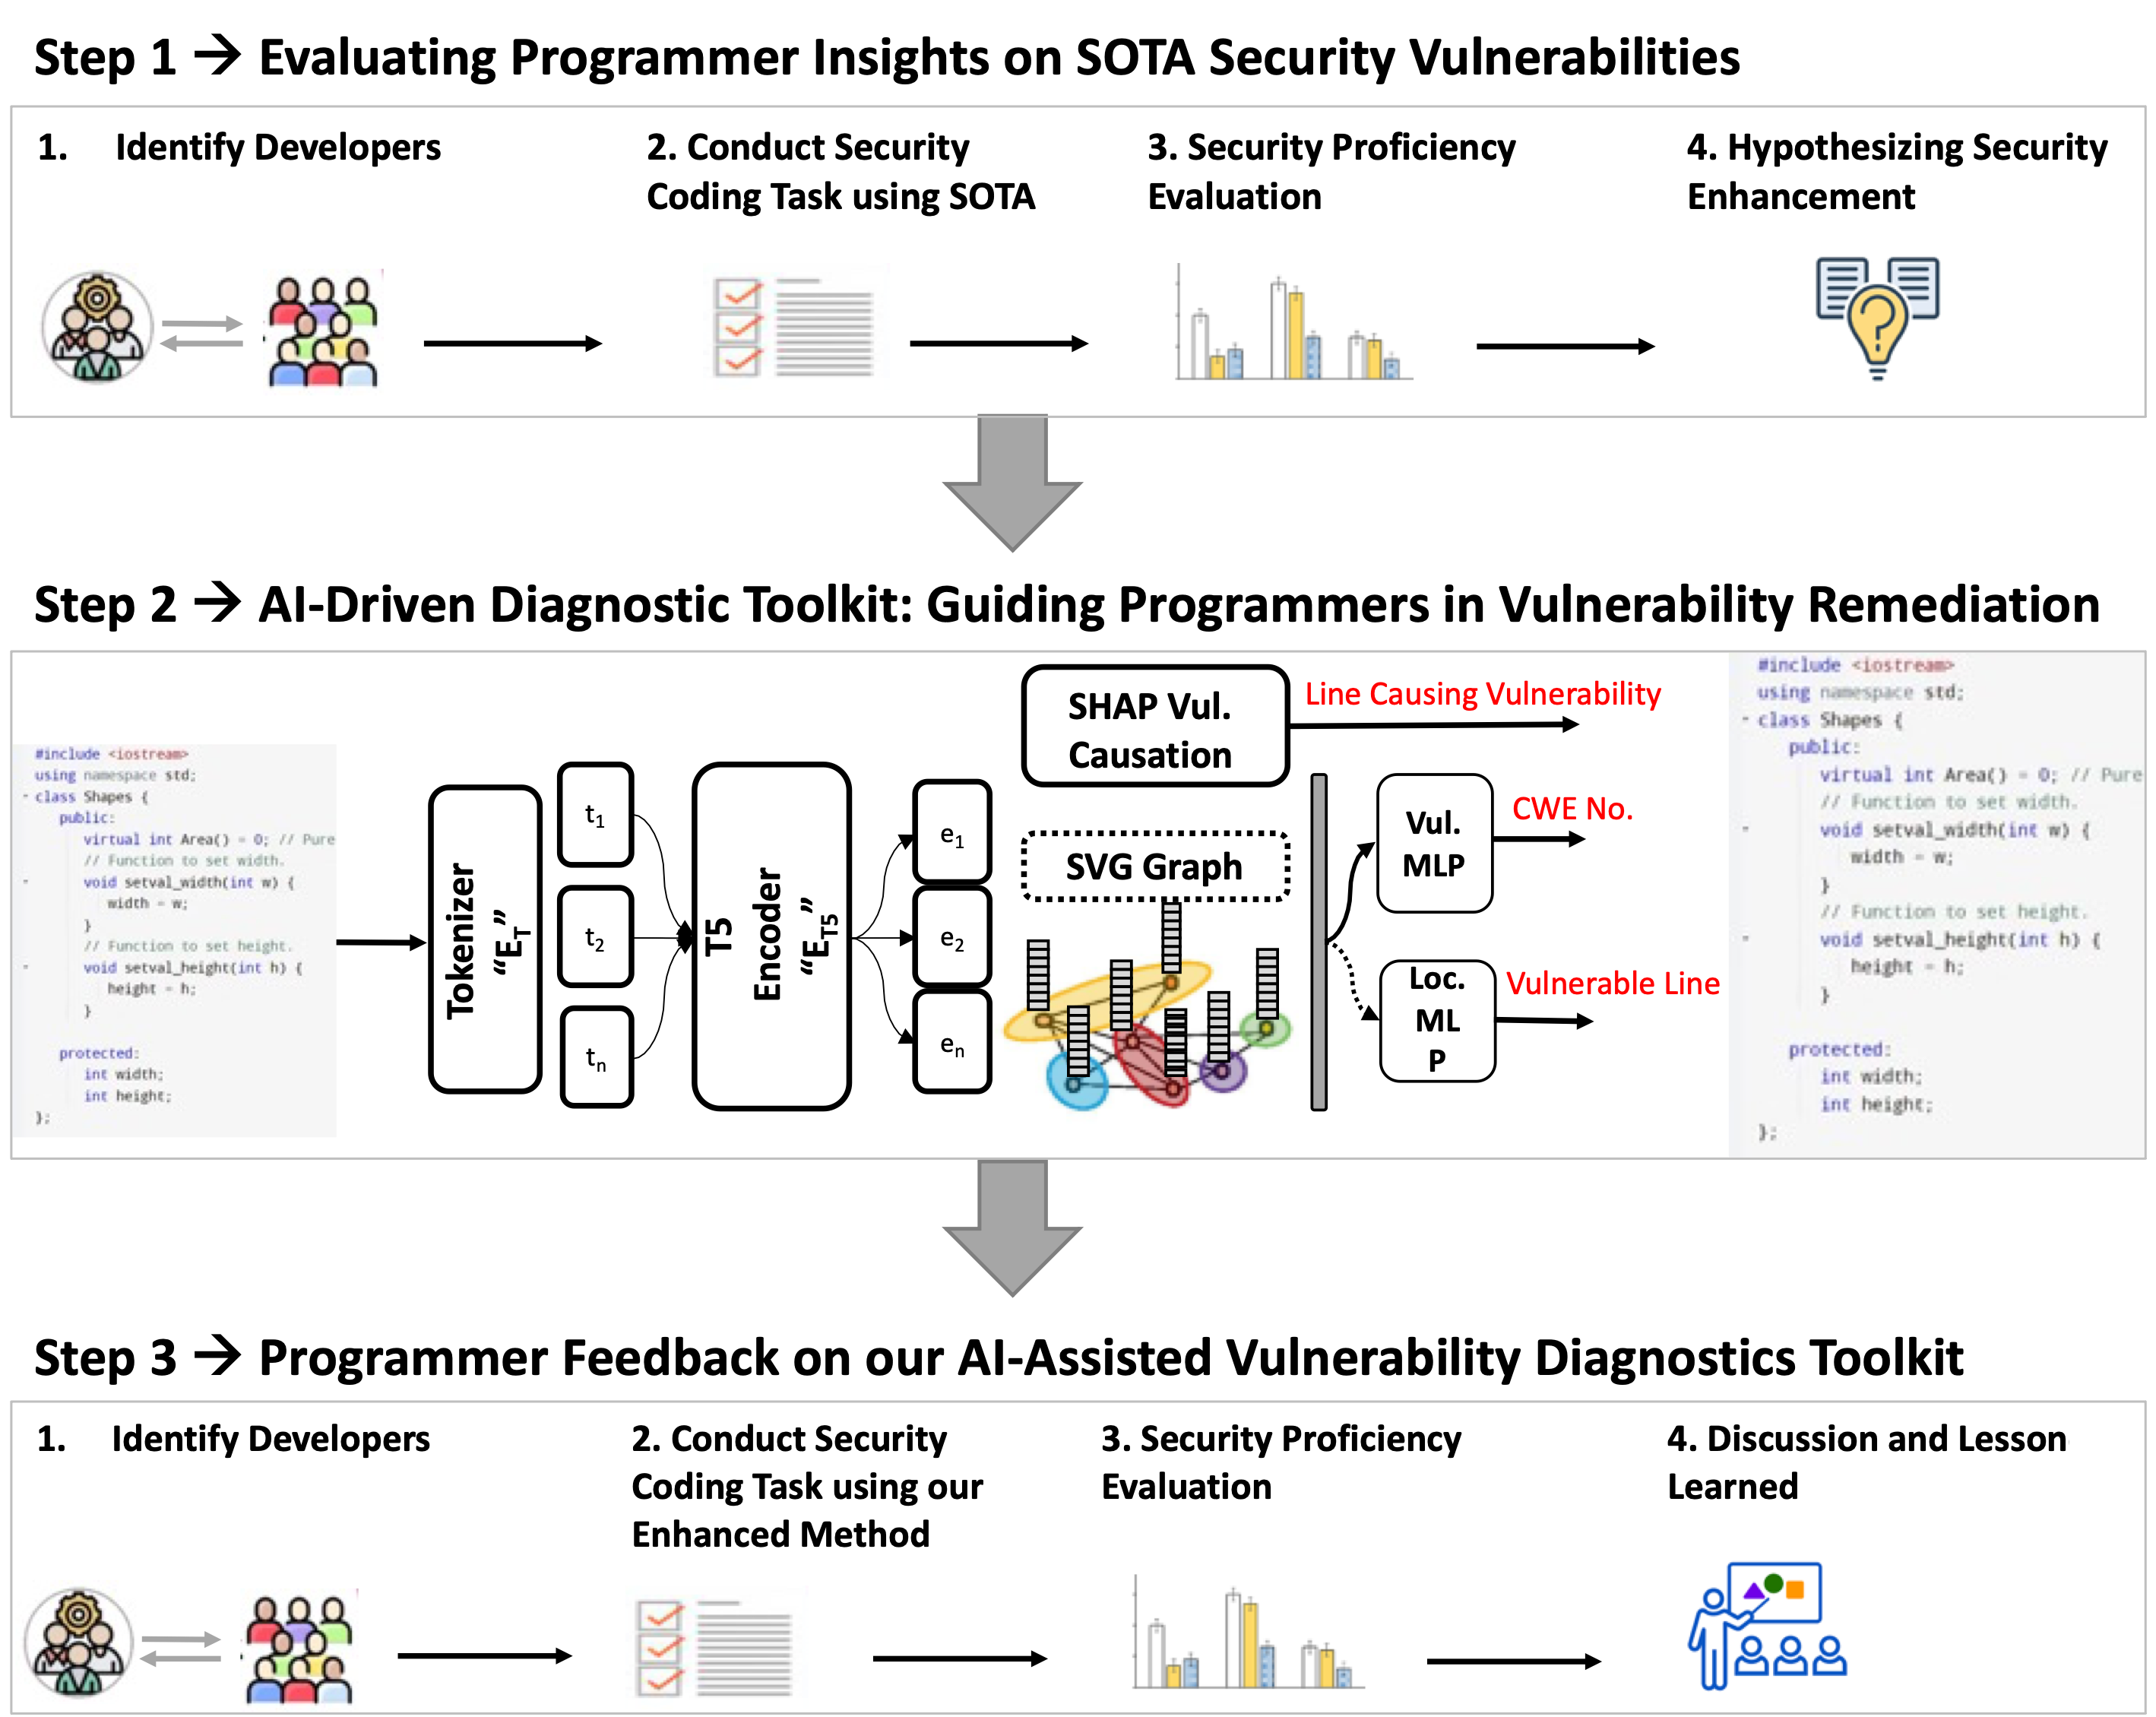 Step 1 → Evaluating Programmer Insights on SOTA Security Vulnerabilities
1. Identify Developers
2. Conduct Security
Coding Task using SOTA
3. Security Proficiency
Evaluation
4. Hypothesizing Security
Enhancement
Step 2 → AI-Driven Diagnostic Toolkit: Guiding Programmers in Vulnerability Remediation
#include <iostream>
using namespace std;
- class Shapes {
public:
virtual int Area() = 0; // Pure
// Function to set width.
- void setval_width(int w) {
width = w;
}
// Function to set height.
- void setval_height(int h) {
height = h;
}
protected:
int width;
int height;
};
Tokenizer
“E_T”
t1
t2
tn
T5
Encoder
“E_T5”
e1
e2
en
SHAP Vul.
Causation
SVG Graph
Line Causing Vulnerability
Vul.
MLP
CWE No.
Loc.
ML
P
Vulnerable Line
#include <iostream>
using namespace std;
- class Shapes {
public:
virtual int Area() = 0; // Pure
// Function to set width.
- void setval_width(int w) {
width = w;
}
// Function to set height.
- void setval_height(int h) {
height = h;
}
protected:
int width;
int height;
};
Step 3 → Programmer Feedback on our AI-Assisted Vulnerability Diagnostics Toolkit
1. Identify Developers
2. Conduct Security
Coding Task using our
Enhanced Method
3. Security Proficiency
Evaluation
4. Discussion and Lesson
Learned